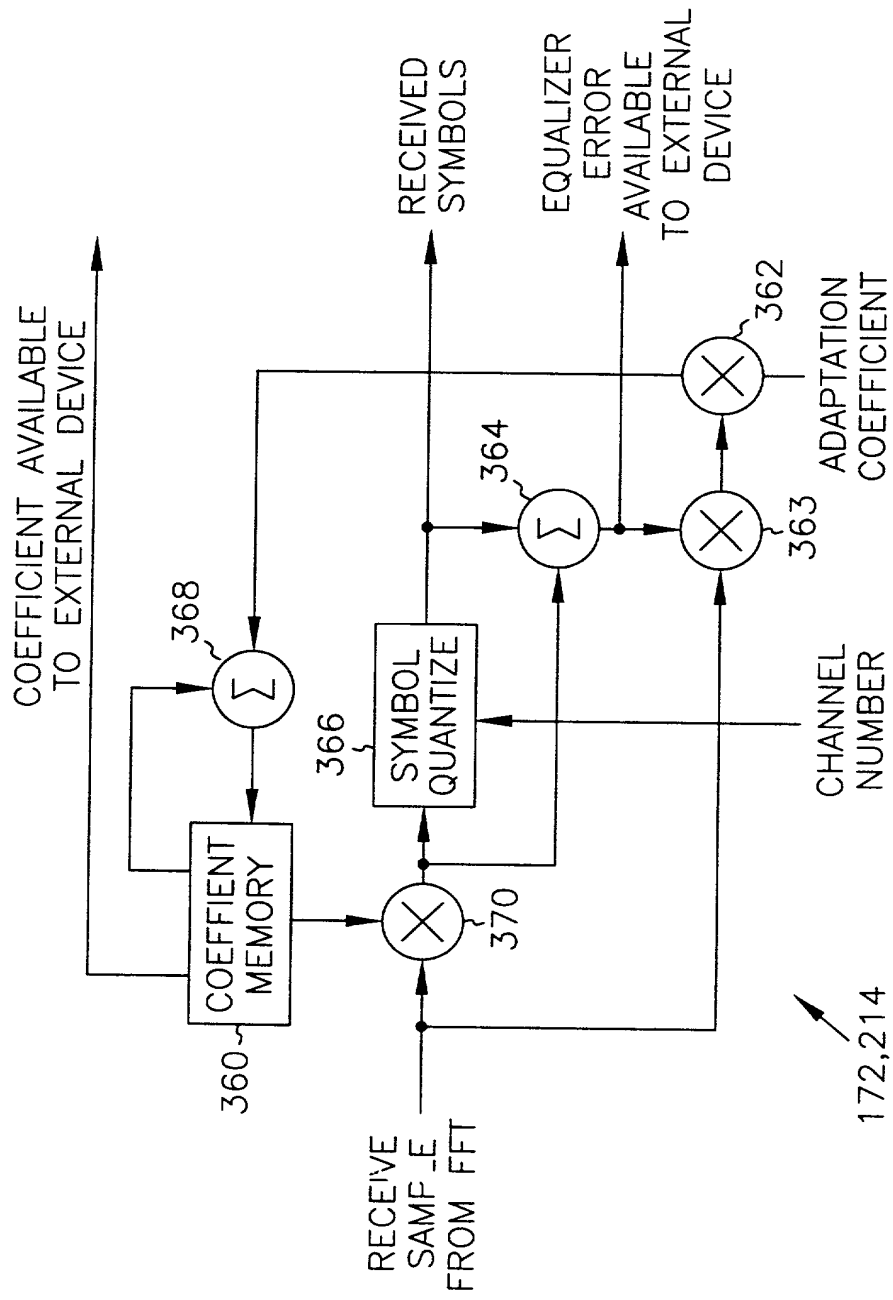 COEFFICIENT AVAILABLE
TO EXTERNAL DEVICE
368
Σ
COEFFIENT
MEMORY
360
RECEIVE
SAMPLE
FROM FFT
370
366
SYMBOL
QUANTIZE
RECEIVED
SYMBOLS
364
Σ
EQUALIZER
ERROR
AVAILABLE
TO EXTERNAL
DEVICE
363
362
CHANNEL
NUMBER
ADAPTATION
COEFFICIENT
172,214